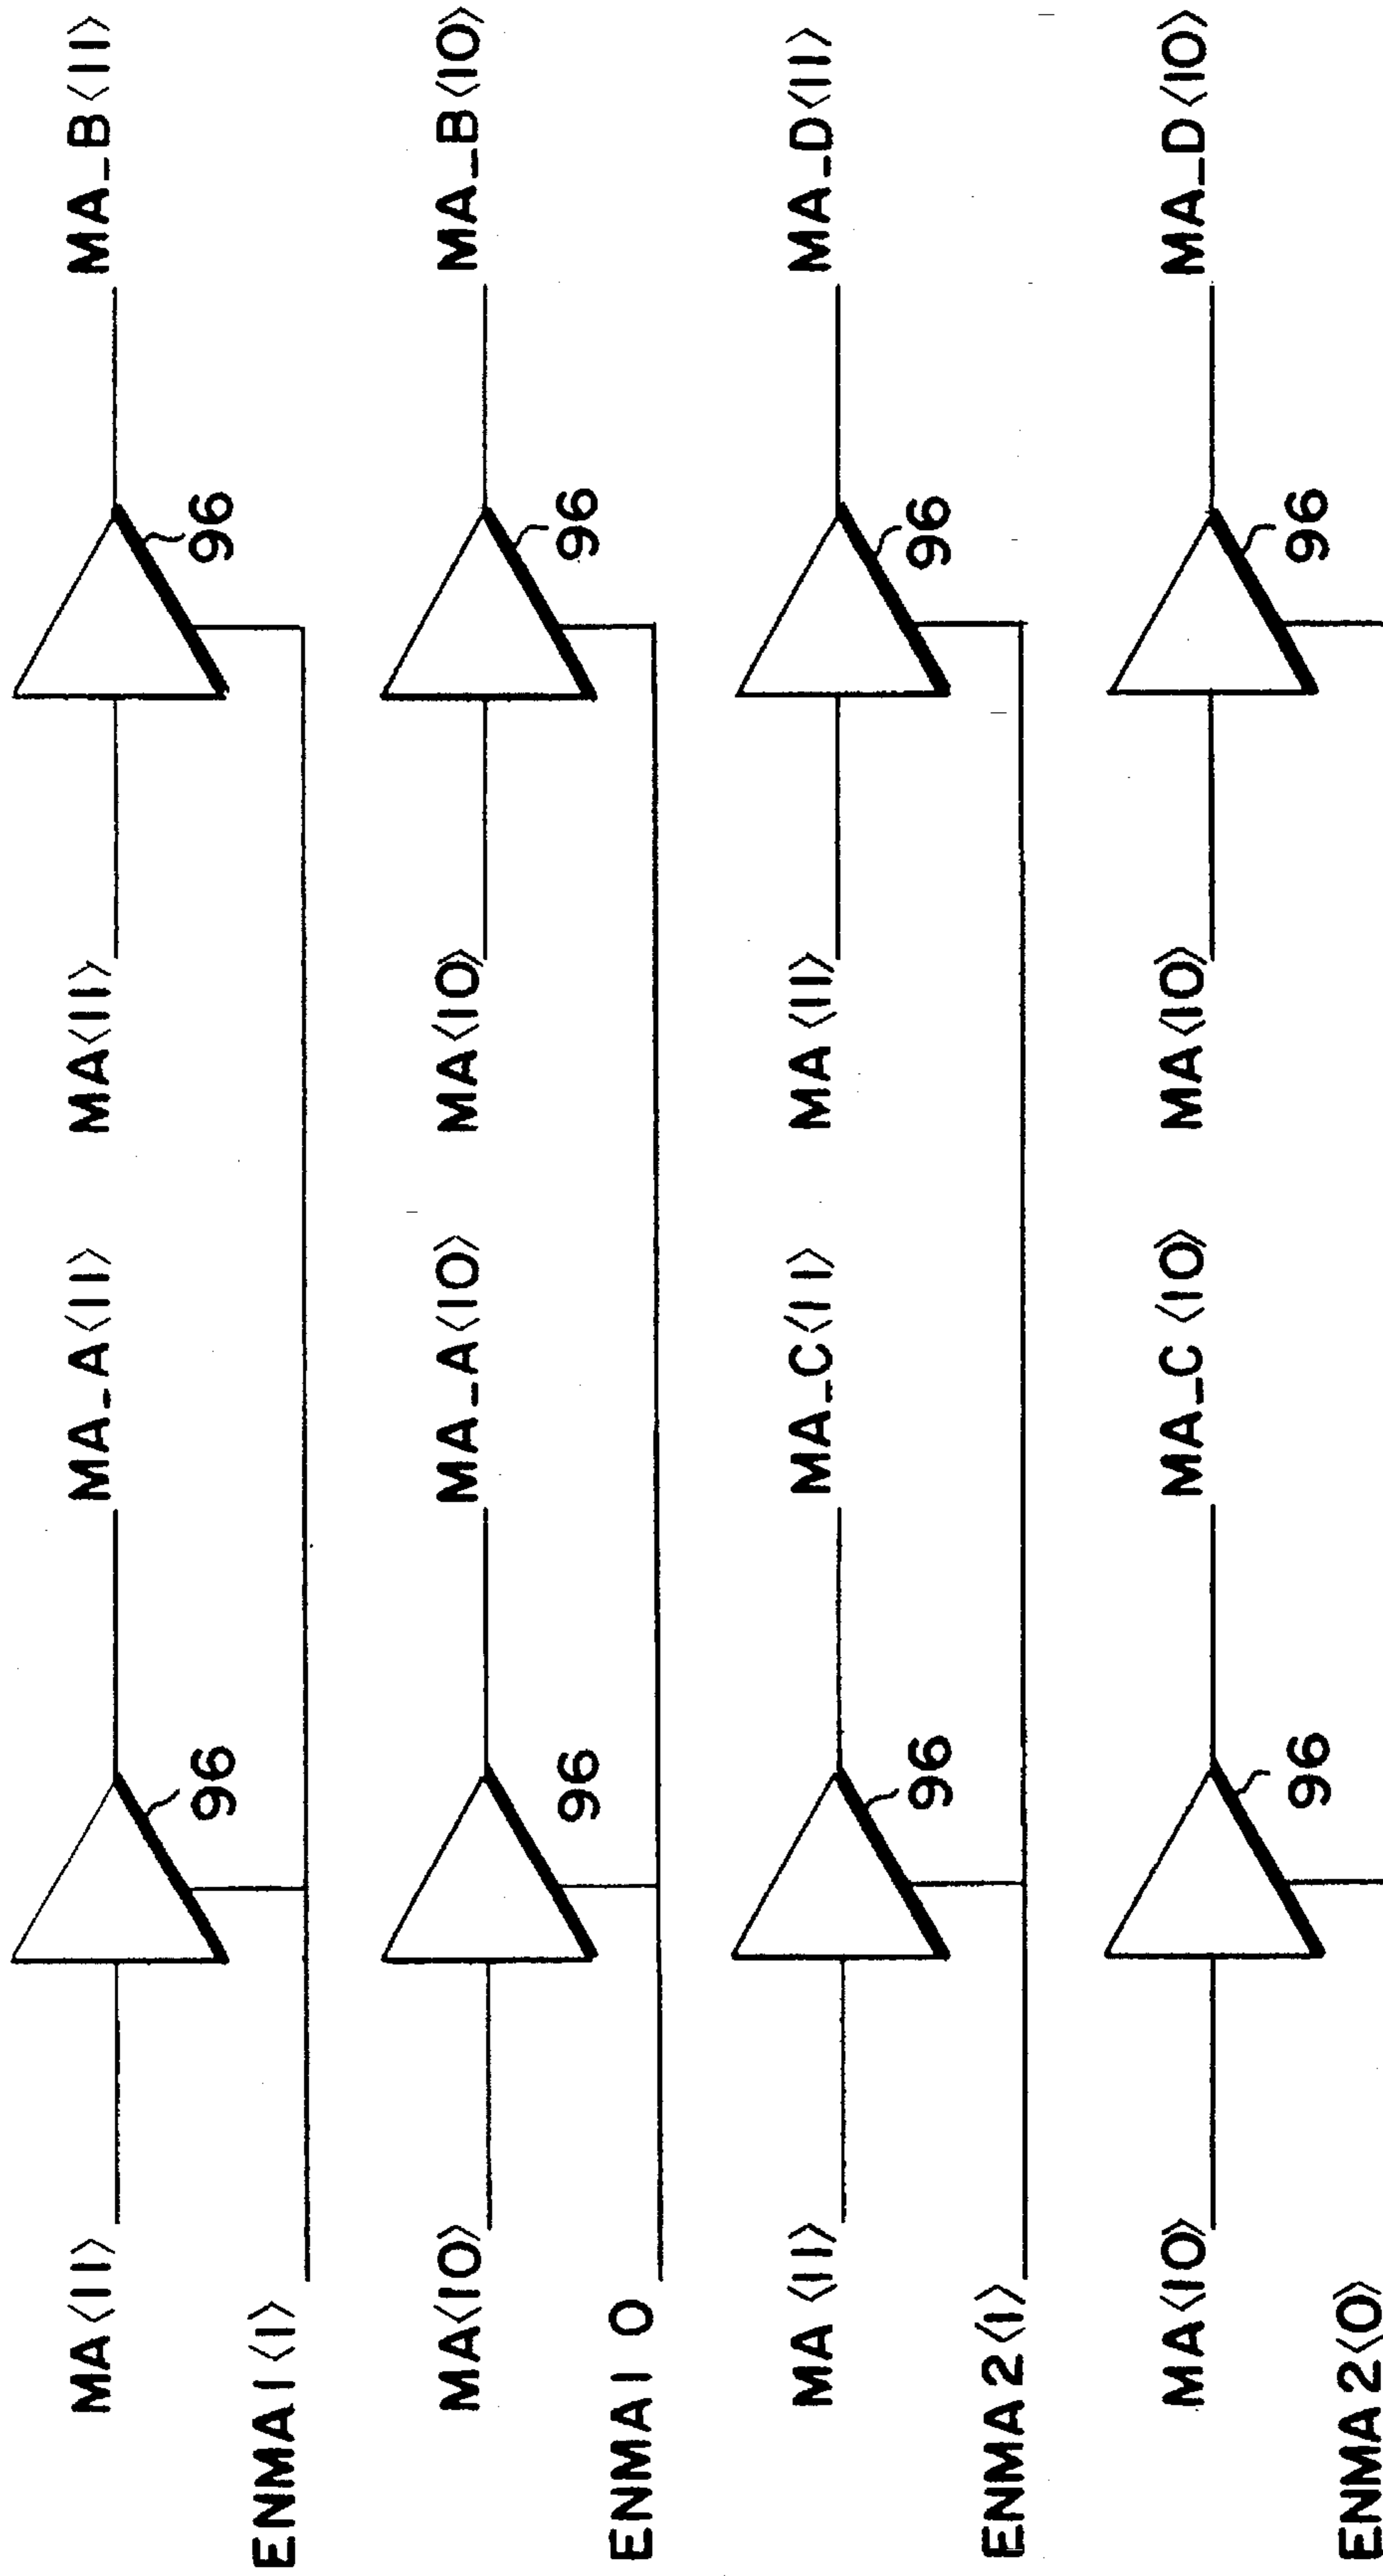 MA<11> MA_A<11> MA<11> MA_B<11>
96 96
ENMA1<1>
MA<10> MA_A<10> MA<10> MA_B<10>
96 96
ENMA1 0
MA <11> MA_C<11> MA <11> MA_D<11>
96 96
ENMA2<1>
MA<10> MA_C<10> MA<10> MA_D<10>
96 96
ENMA2<0>